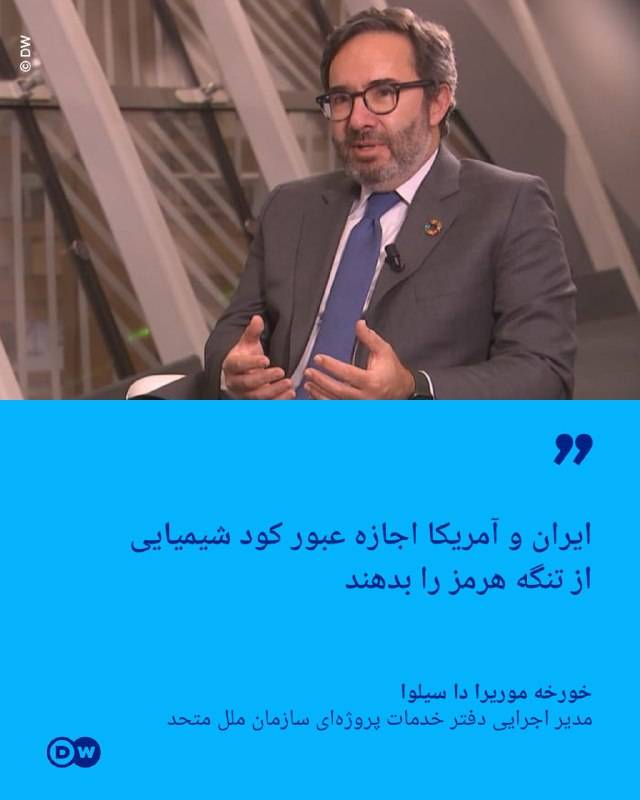 © DW
ایران و آمریکا اجازه عبور کود شیمیایی
از تنگه هرمز را بدهند
خورخه موریرا دا سیلوا
مدیر اجرایی دفتر خدمات پروژه‌ای سازمان ملل متحد
DW